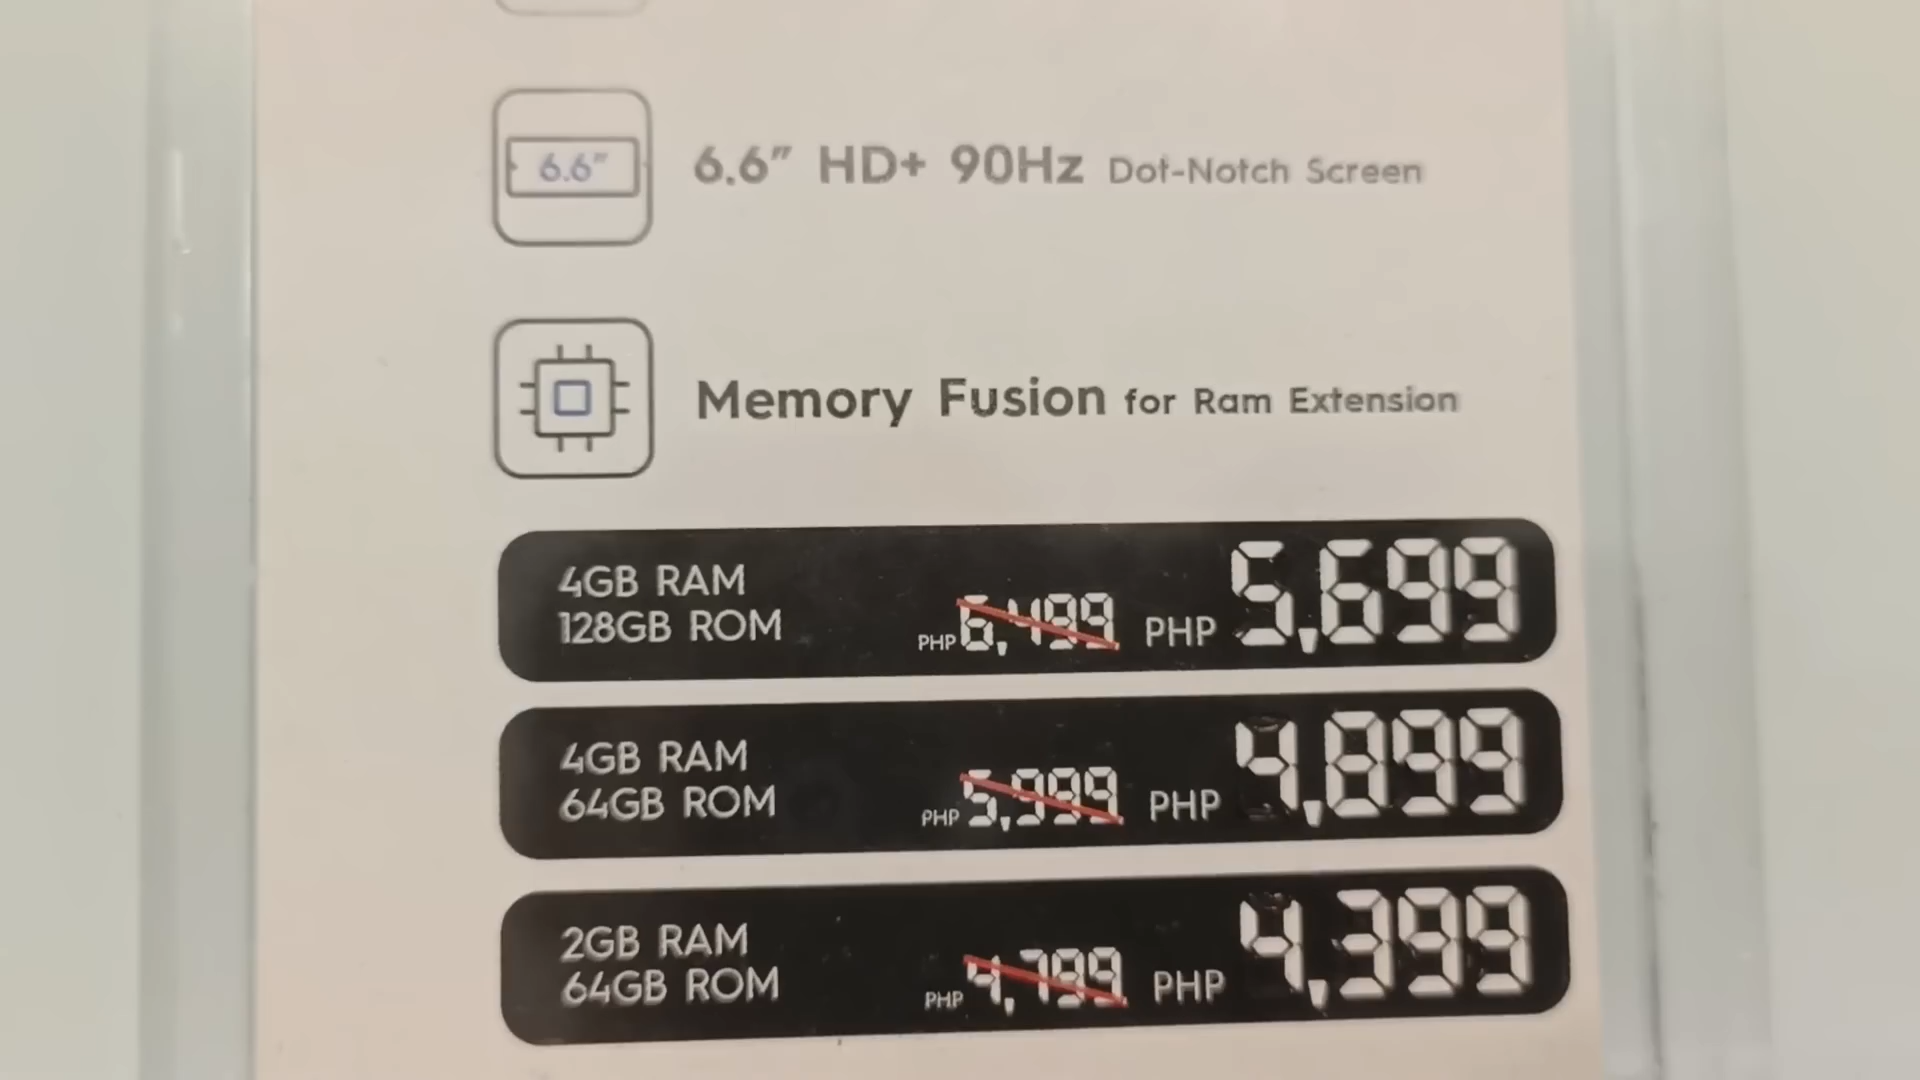 6.6"
6.6" HD+ 90Hz Dot-Notch Screen
Memory Fusion for Ram Extension
4GB RAM
128GB ROM
PHP 6,499 PHP 5,699
4GB RAM
64GB ROM
PHP 5,999 PHP 4,899
2GB RAM
64GB ROM
PHP 4,799 PHP 4,399